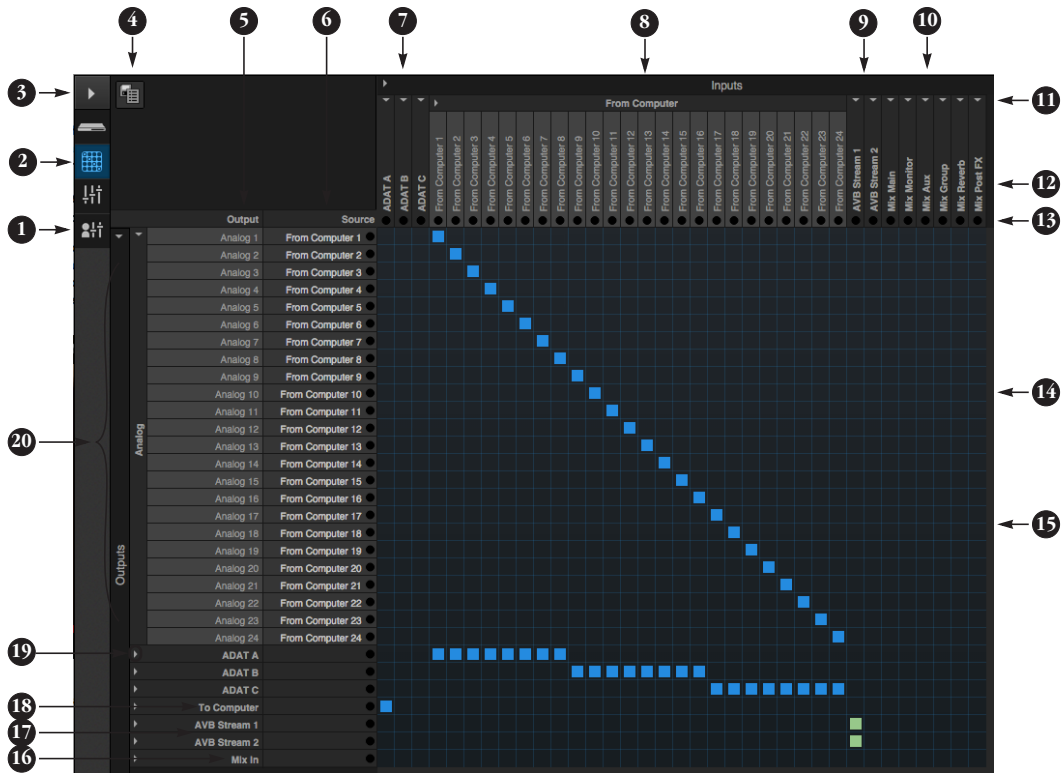 4
5
6
7
8
9
10
3
Inputs
11
From Computer
2
From Computer 1
From Computer 2
From Computer 3
From Computer 4
From Computer 5
From Computer 6
From Computer 7
From Computer 8
From Computer 9
From Computer 10
From Computer 11
From Computer 12
From Computer 13
From Computer 14
From Computer 15
From Computer 16
From Computer 17
From Computer 18
From Computer 19
From Computer 20
From Computer 21
From Computer 22
From Computer 23
From Computer 24
ADAT A
ADAT B
ADAT C
AVB Stream 1
AVB Stream 2
Mix Main
Mix Monitor
Mix Aux
Mix Group
Mix Reverb
Mix Post FX
12
1
Output Source
13
Analog 1 From Computer 1
Analog 2 From Computer 2
Analog 3 From Computer 3
Analog 4 From Computer 4
Analog 5 From Computer 5
Analog 6 From Computer 6
Analog 7 From Computer 7
Analog 8 From Computer 8
Analog 9 From Computer 9
Analog 10 From Computer 10
14
Analog 11 From Computer 11
Analog 12 From Computer 12
Analog
20
Analog 13 From Computer 13
Analog 14 From Computer 14
Analog 15 From Computer 15
Analog 16 From Computer 16
Analog 17 From Computer 17
15
Analog 18 From Computer 18
Analog 19 From Computer 19
Outputs
Analog 20 From Computer 20
Analog 21 From Computer 21
Analog 22 From Computer 22
Analog 23 From Computer 23
Analog 24 From Computer 24
19
ADAT A
ADAT B
ADAT C
18
To Computer
17
AVB Stream 1
AVB Stream 2
16
Mix In